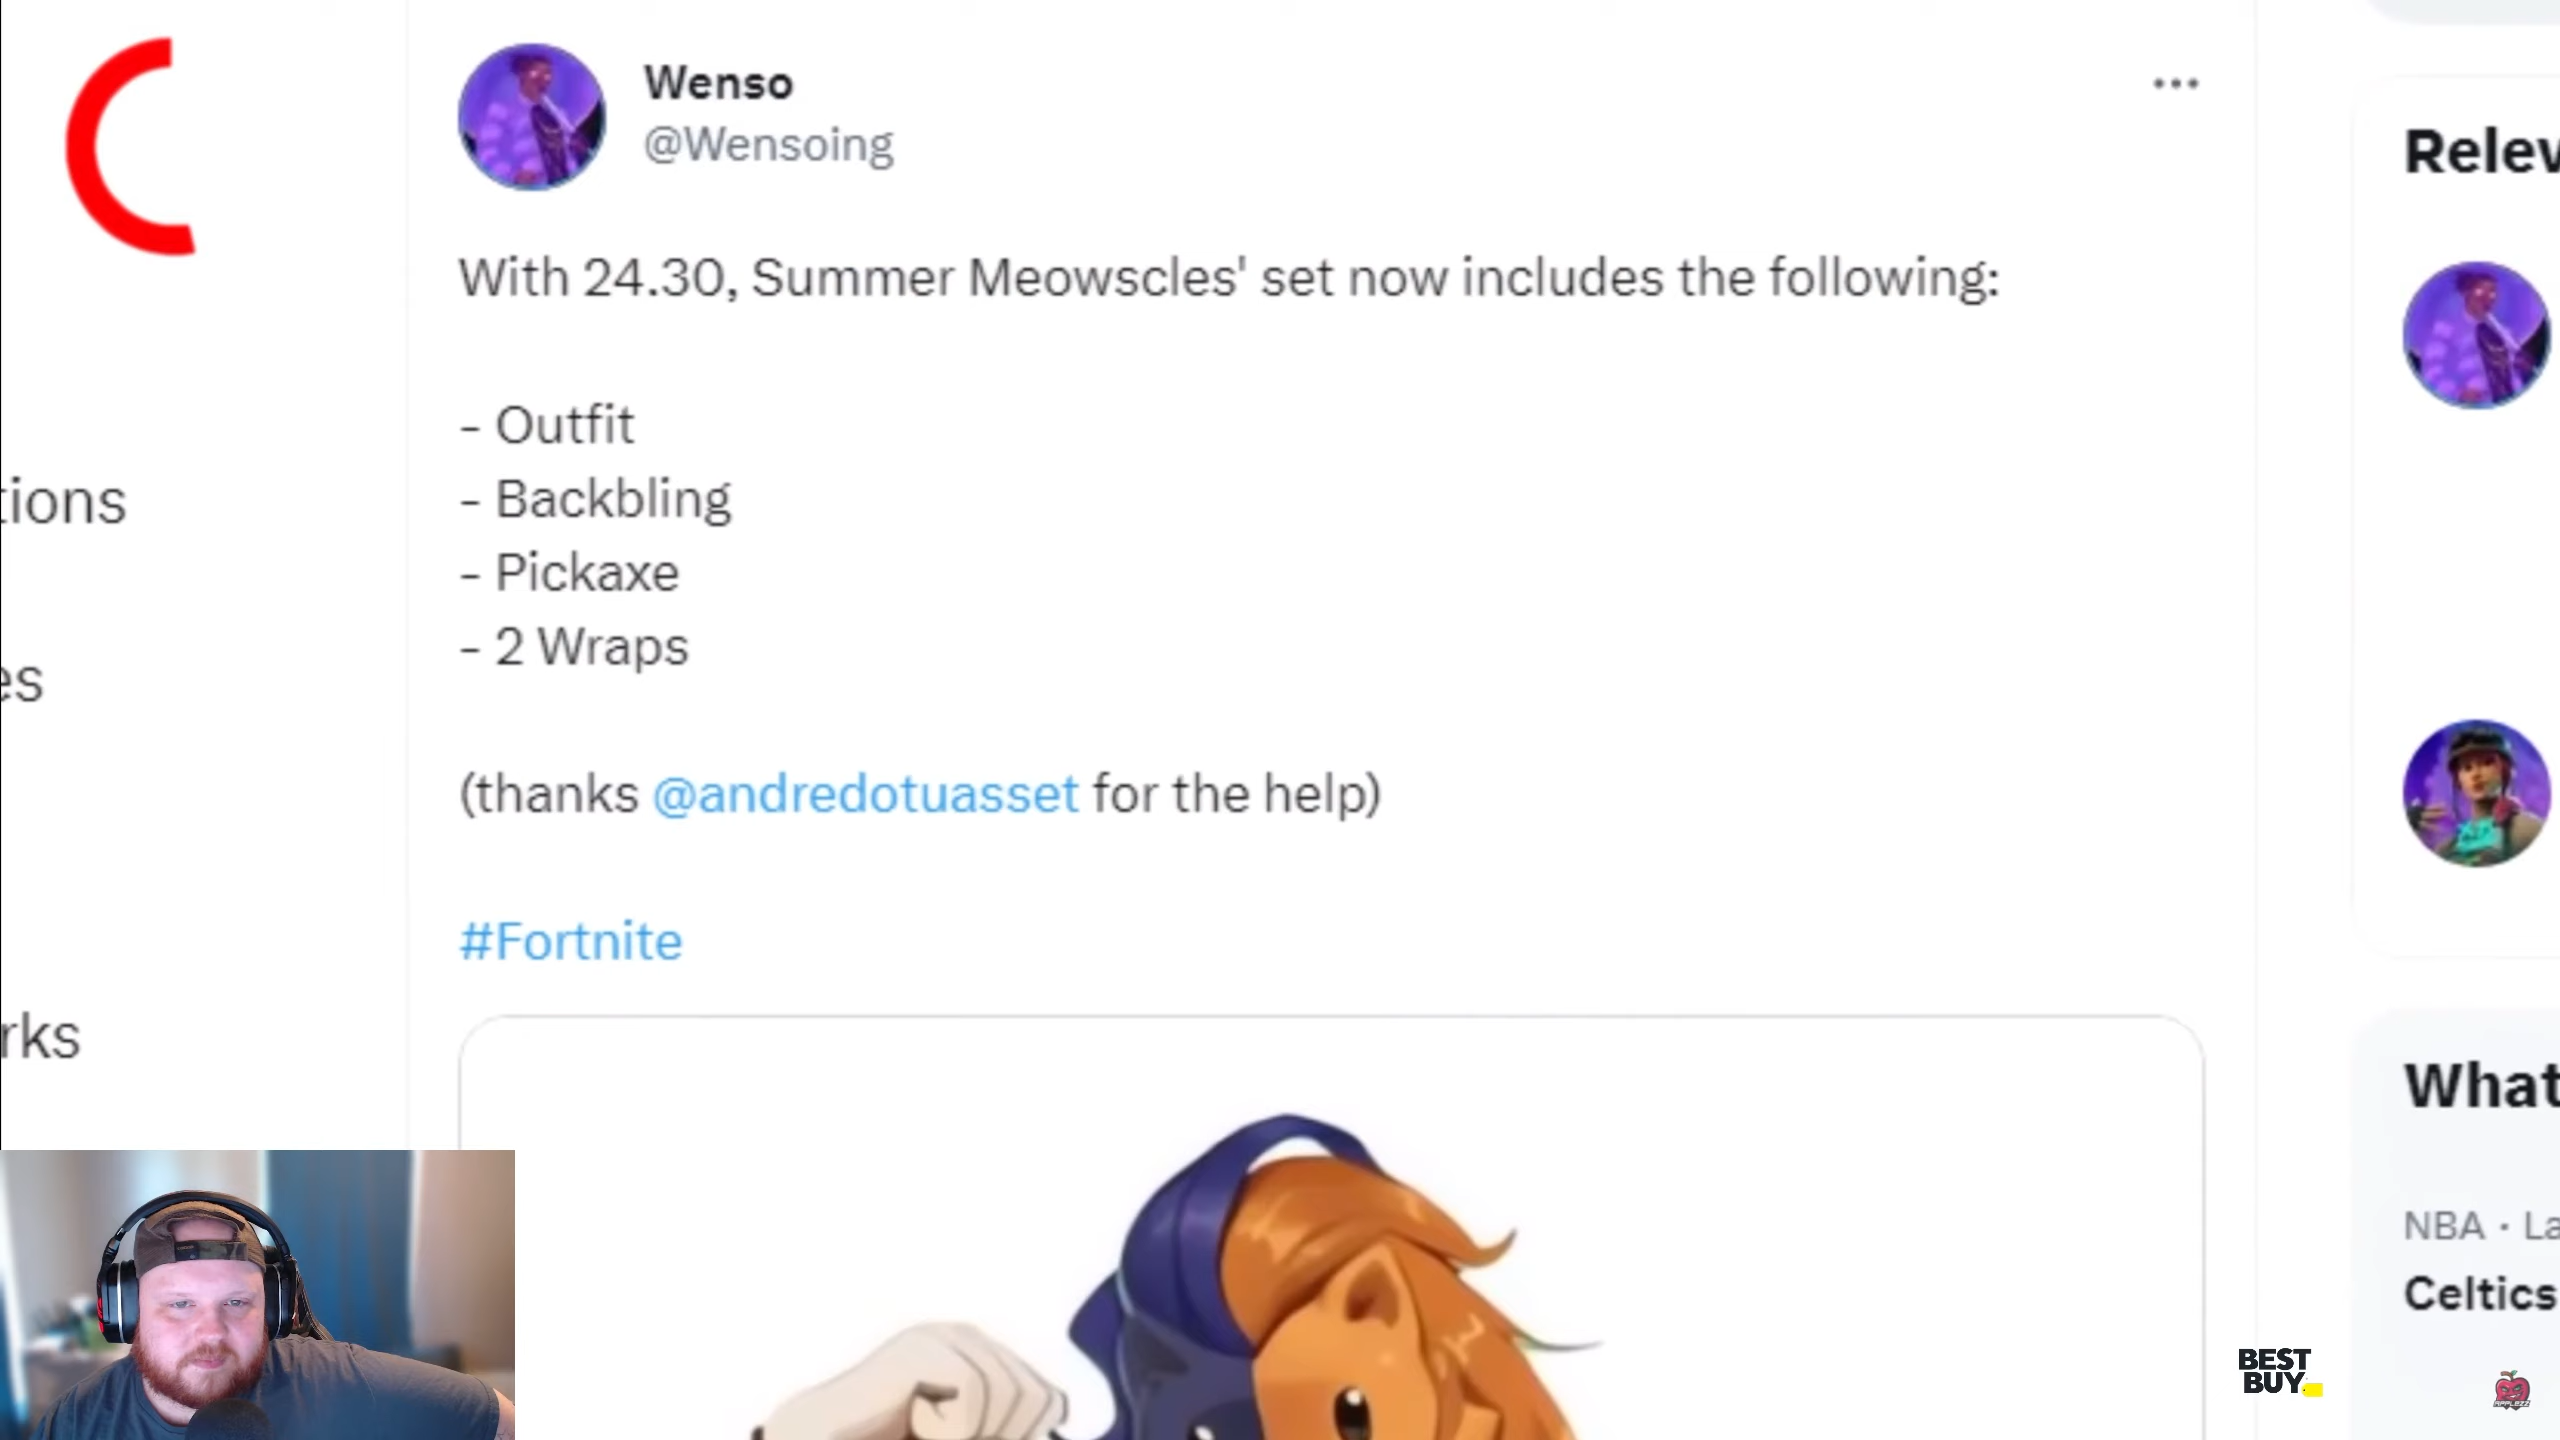 Wenso
@Wensoing
With 24.30, Summer Meowscles' set now includes the following:
- Outfit
- Backbling
- Pickaxe
- 2 Wraps
(thanks @andredotuasset for the help)
#Fortnite
tions
es
rks
Relev
What
NBA · La
Celtics
BEST
BUY